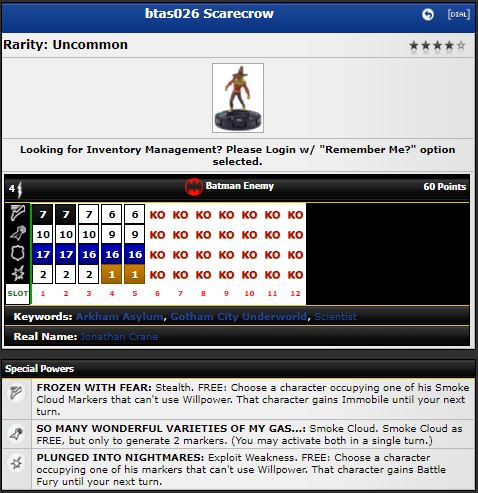 btas026 Scarecrow [DIAL]
Rarity: Uncommon
Looking for Inventory Management? Please Login w/ "Remember Me?" option
selected.
4 Batman Enemy 60 Points
7 7 7 6 6 KO KO KO KO KO KO KO
10 10 10 9 9 KO KO KO KO KO KO KO
17 16 16 17 16 KO KO KO KO KO KO KO
2 2 2 1 1 KO KO KO KO KO KO KO
SLOT 1 2 3 4 5 6 7 8 9 10 11 12
Keywords: Arkham Asylum, Gotham City Underworld, Scientist
Real Name: Jonathan Crane
Special Powers
FROZEN WITH FEAR: Stealth. FREE: Choose a character occupying one of his Smoke
Cloud Markers that can't use Willpower. That character gains Immobile until your next
turn.
SO MANY WONDERFUL VARIETIES OF MY GAS...: Smoke Cloud. Smoke Cloud as
FREE, but only to generate 2 markers. (You may activate both in a single turn.)
PLUNGED INTO NIGHTMARES: Exploit Weakness. FREE: Choose a character
occupying one of his markers that can't use Willpower. That character gains Battle
Fury until your next turn.